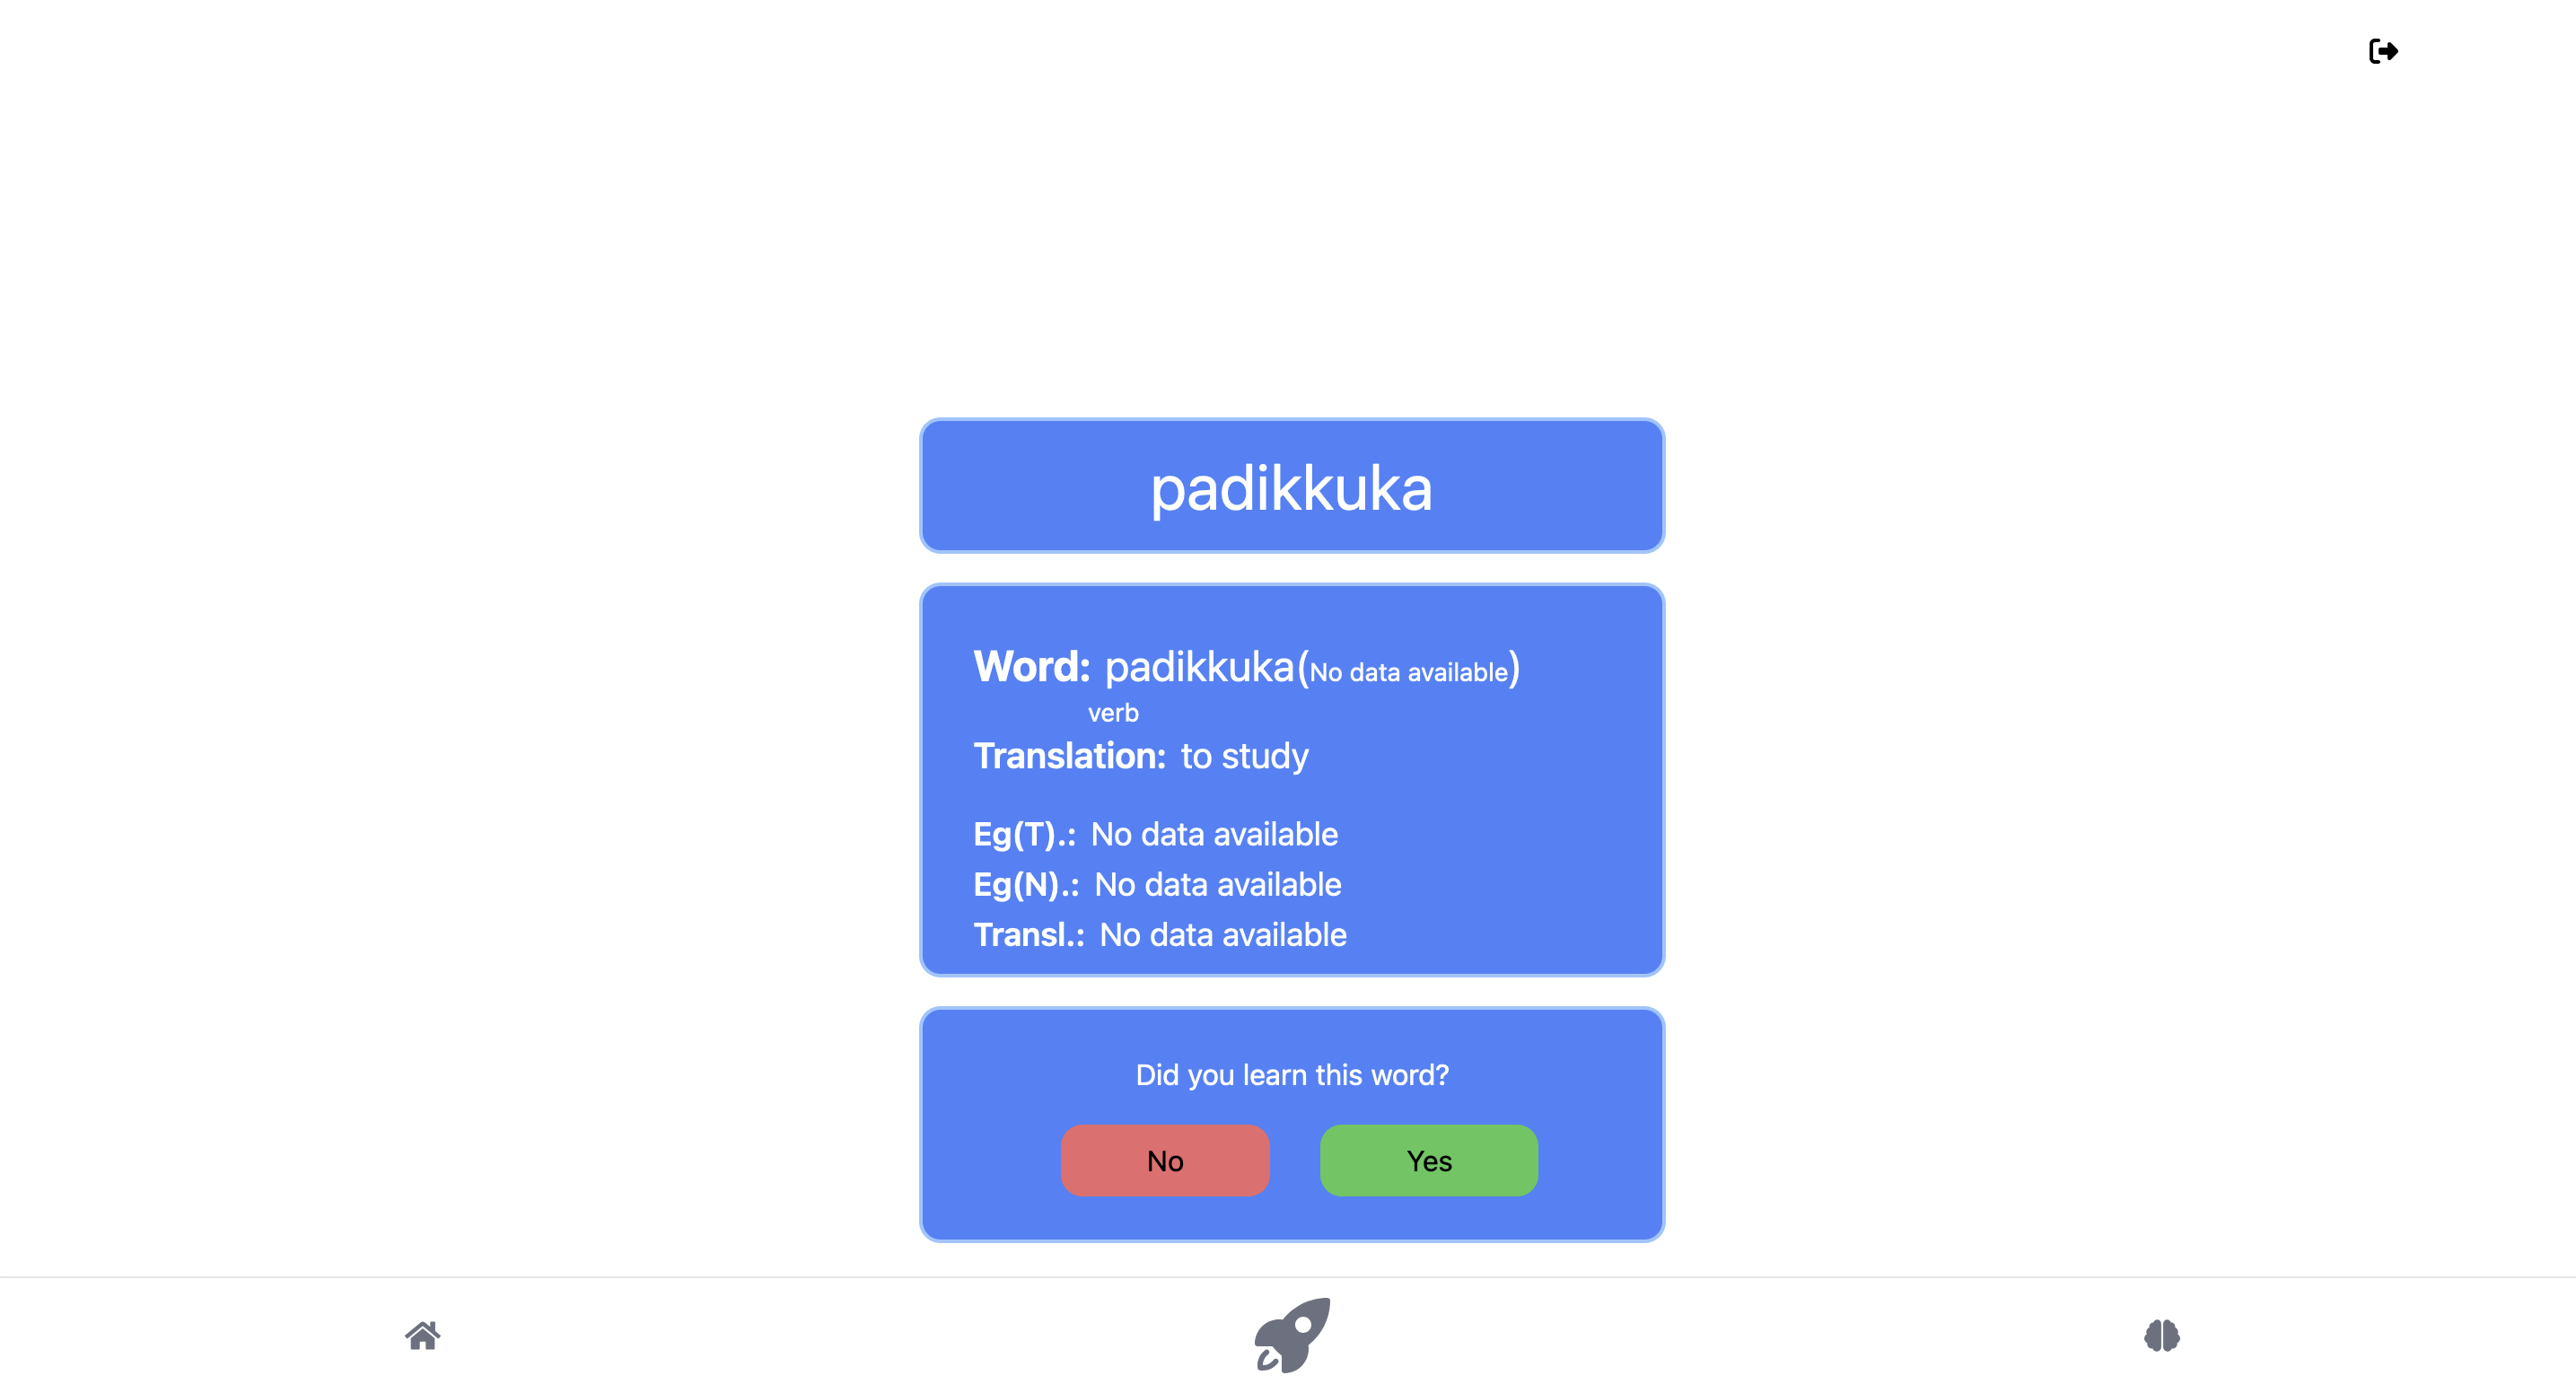 padikkuka
Word: padikkuka(No data available)
verb
Translation: to study
Eg(T).: No data available
Eg(N).: No data available
Transl.: No data available
Did you learn this word?
No Yes